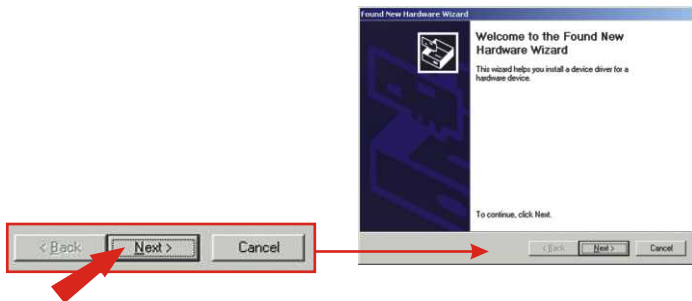 Found New Hardware Wizard
Welcome to the Found New
Hardware Wizard
This wizard helps you install a device driver for a
hardware device.
To continue, click Next.
< Back Next > Cancel
< Back Next > Cancel